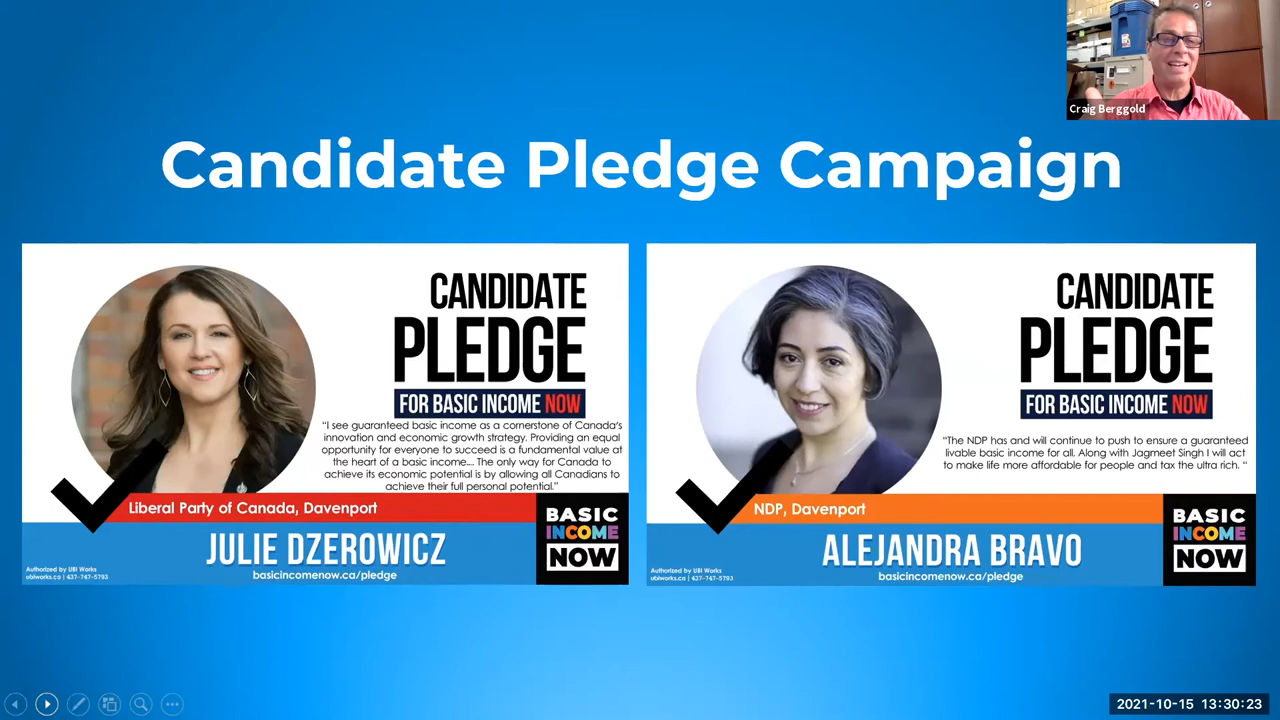 Craig Berggold
Candidate Pledge Campaign
CANDIDATE
PLEDGE
FOR BASIC INCOME NOW
"I see guaranteed basic income as a cornerstone of Canada's
innovation and economic growth strategy. Providing an equal
opportunity for everyone to succeed is a fundamental value at
the heart of a basic income.... The only way for Canada to
achieve its economic potential is by allowing all Canadians to
achieve their full personal potential."
Liberal Party of Canada, Davenport
JULIE DZEROWICZ
basicincomenow.ca/pledge
Authorized by UBI Works
ubiworks.ca | 437-747-5793
BASIC
INCOME
NOW
CANDIDATE
PLEDGE
FOR BASIC INCOME NOW
"The NDP has and will continue to push to ensure a guaranteed
livable basic income for all. Along with Jagmeet Singh I will act
to make life more affordable for people and tax the ultra rich. "
NDP, Davenport
ALEJANDRA BRAVO
basicincomenow.ca/pledge
Authorized by UBI Works
ubiworks.ca | 437-747-5793
BASIC
INCOME
NOW
2021-10-15 13:30:23